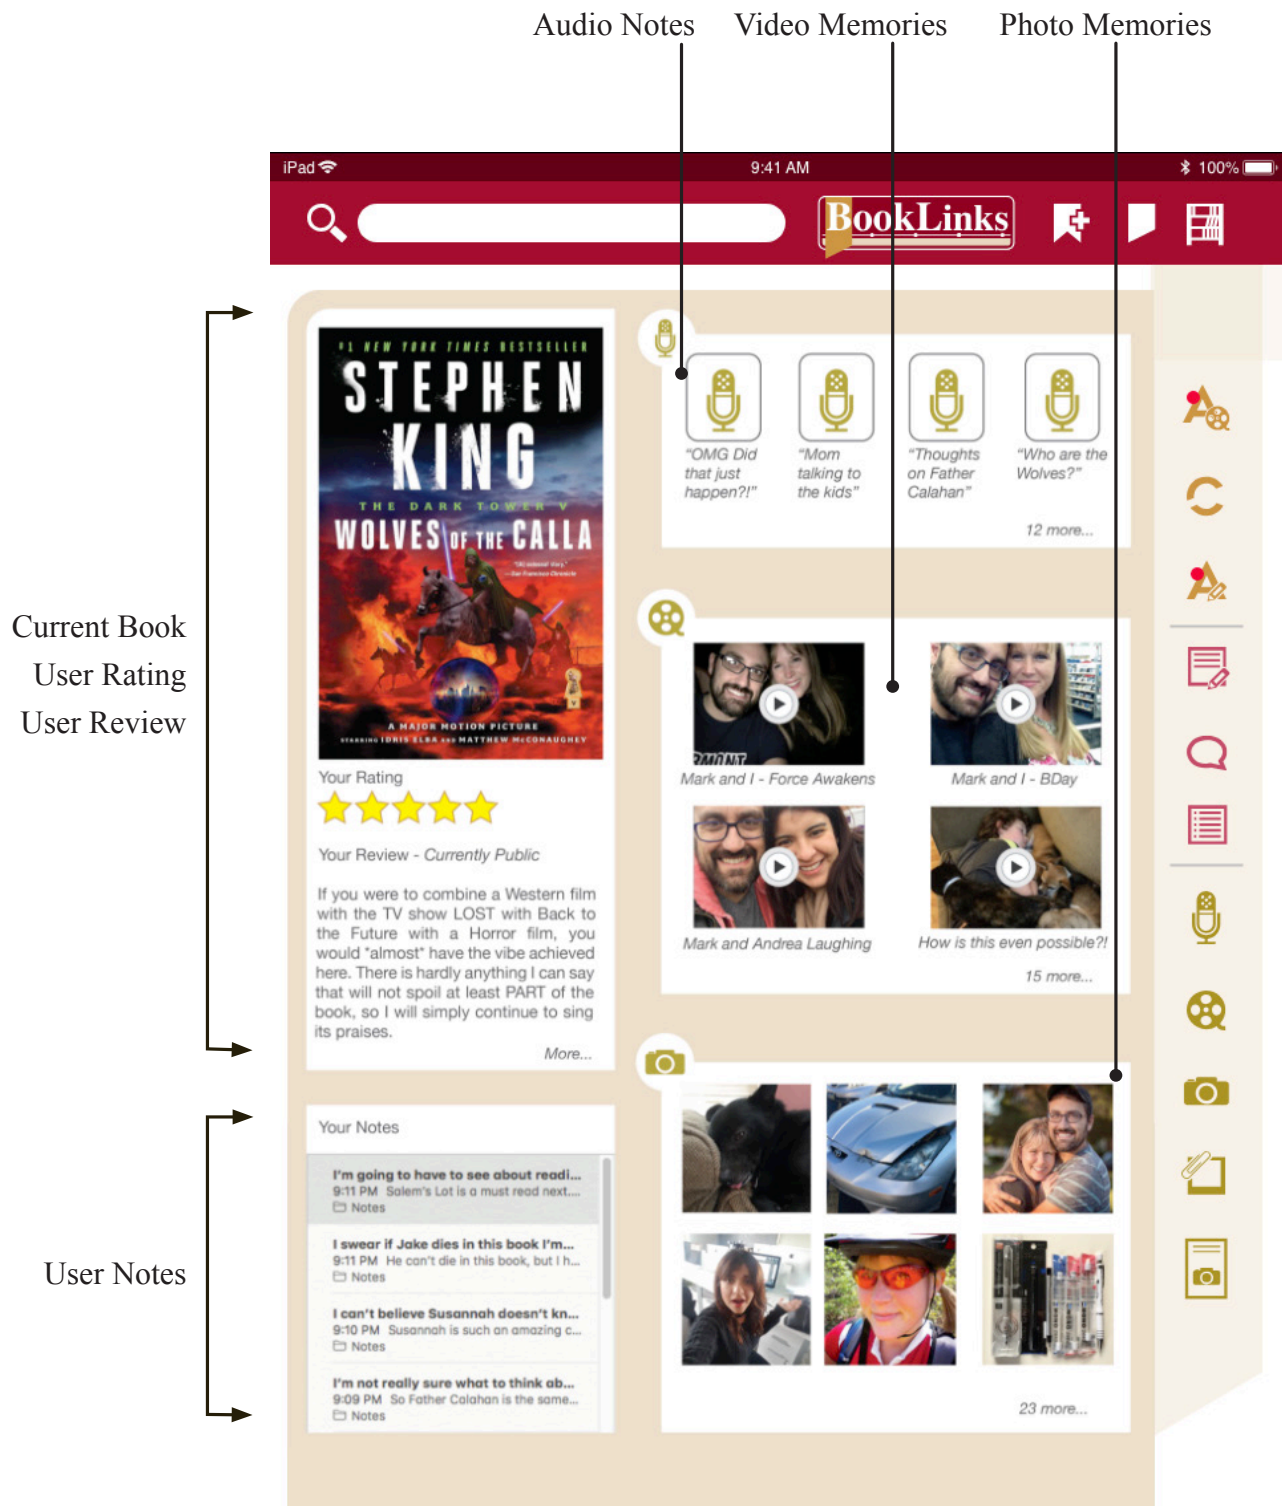 Audio Notes
Video Memories
Photo Memories
iPad
9:41 AM
100%
BookLinks
Current Book
User Rating
User Review
#1 NEW YORK TIMES BESTSELLER
STEPHEN
KING
THE DARK TOWER V
WOLVES OF THE CALLA
—San Francisco Chronicle
A MAJOR MOTION PICTURE
STARRING IDRIS ELBA AND MATTHEW McCONAUGHEY
Your Rating
Your Review - Currently Public
If you were to combine a Western film
with the TV show LOST with Back to
the Future with a Horror film, you
would *almost* have the vibe achieved
here. There is hardly anything I can say
that will not spoil at least PART of the
book, so I will simply continue to sing
its praises.
More...
User Notes
Your Notes
I'm going to have to see about readi...
9:11 PM Salem's Lot is a must read next....
Notes
I swear if Jake dies in this book I'm...
9:11 PM He can't die in this book, but I h...
Notes
I can't believe Susannah doesn't kn...
9:10 PM Susannah is such an amazing c...
Notes
I'm not really sure what to think ab...
9:09 PM So Father Calahan is the same...
Notes
"OMG Did
that just
happen?!"
"Mom
talking to
the kids"
"Thoughts
on Father
Calahan"
"Who are the
Wolves?"
12 more...
Mark and I - Force Awakens
Mark and I - BDay
Mark and Andrea Laughing
How is this even possible?!
15 more...
23 more...